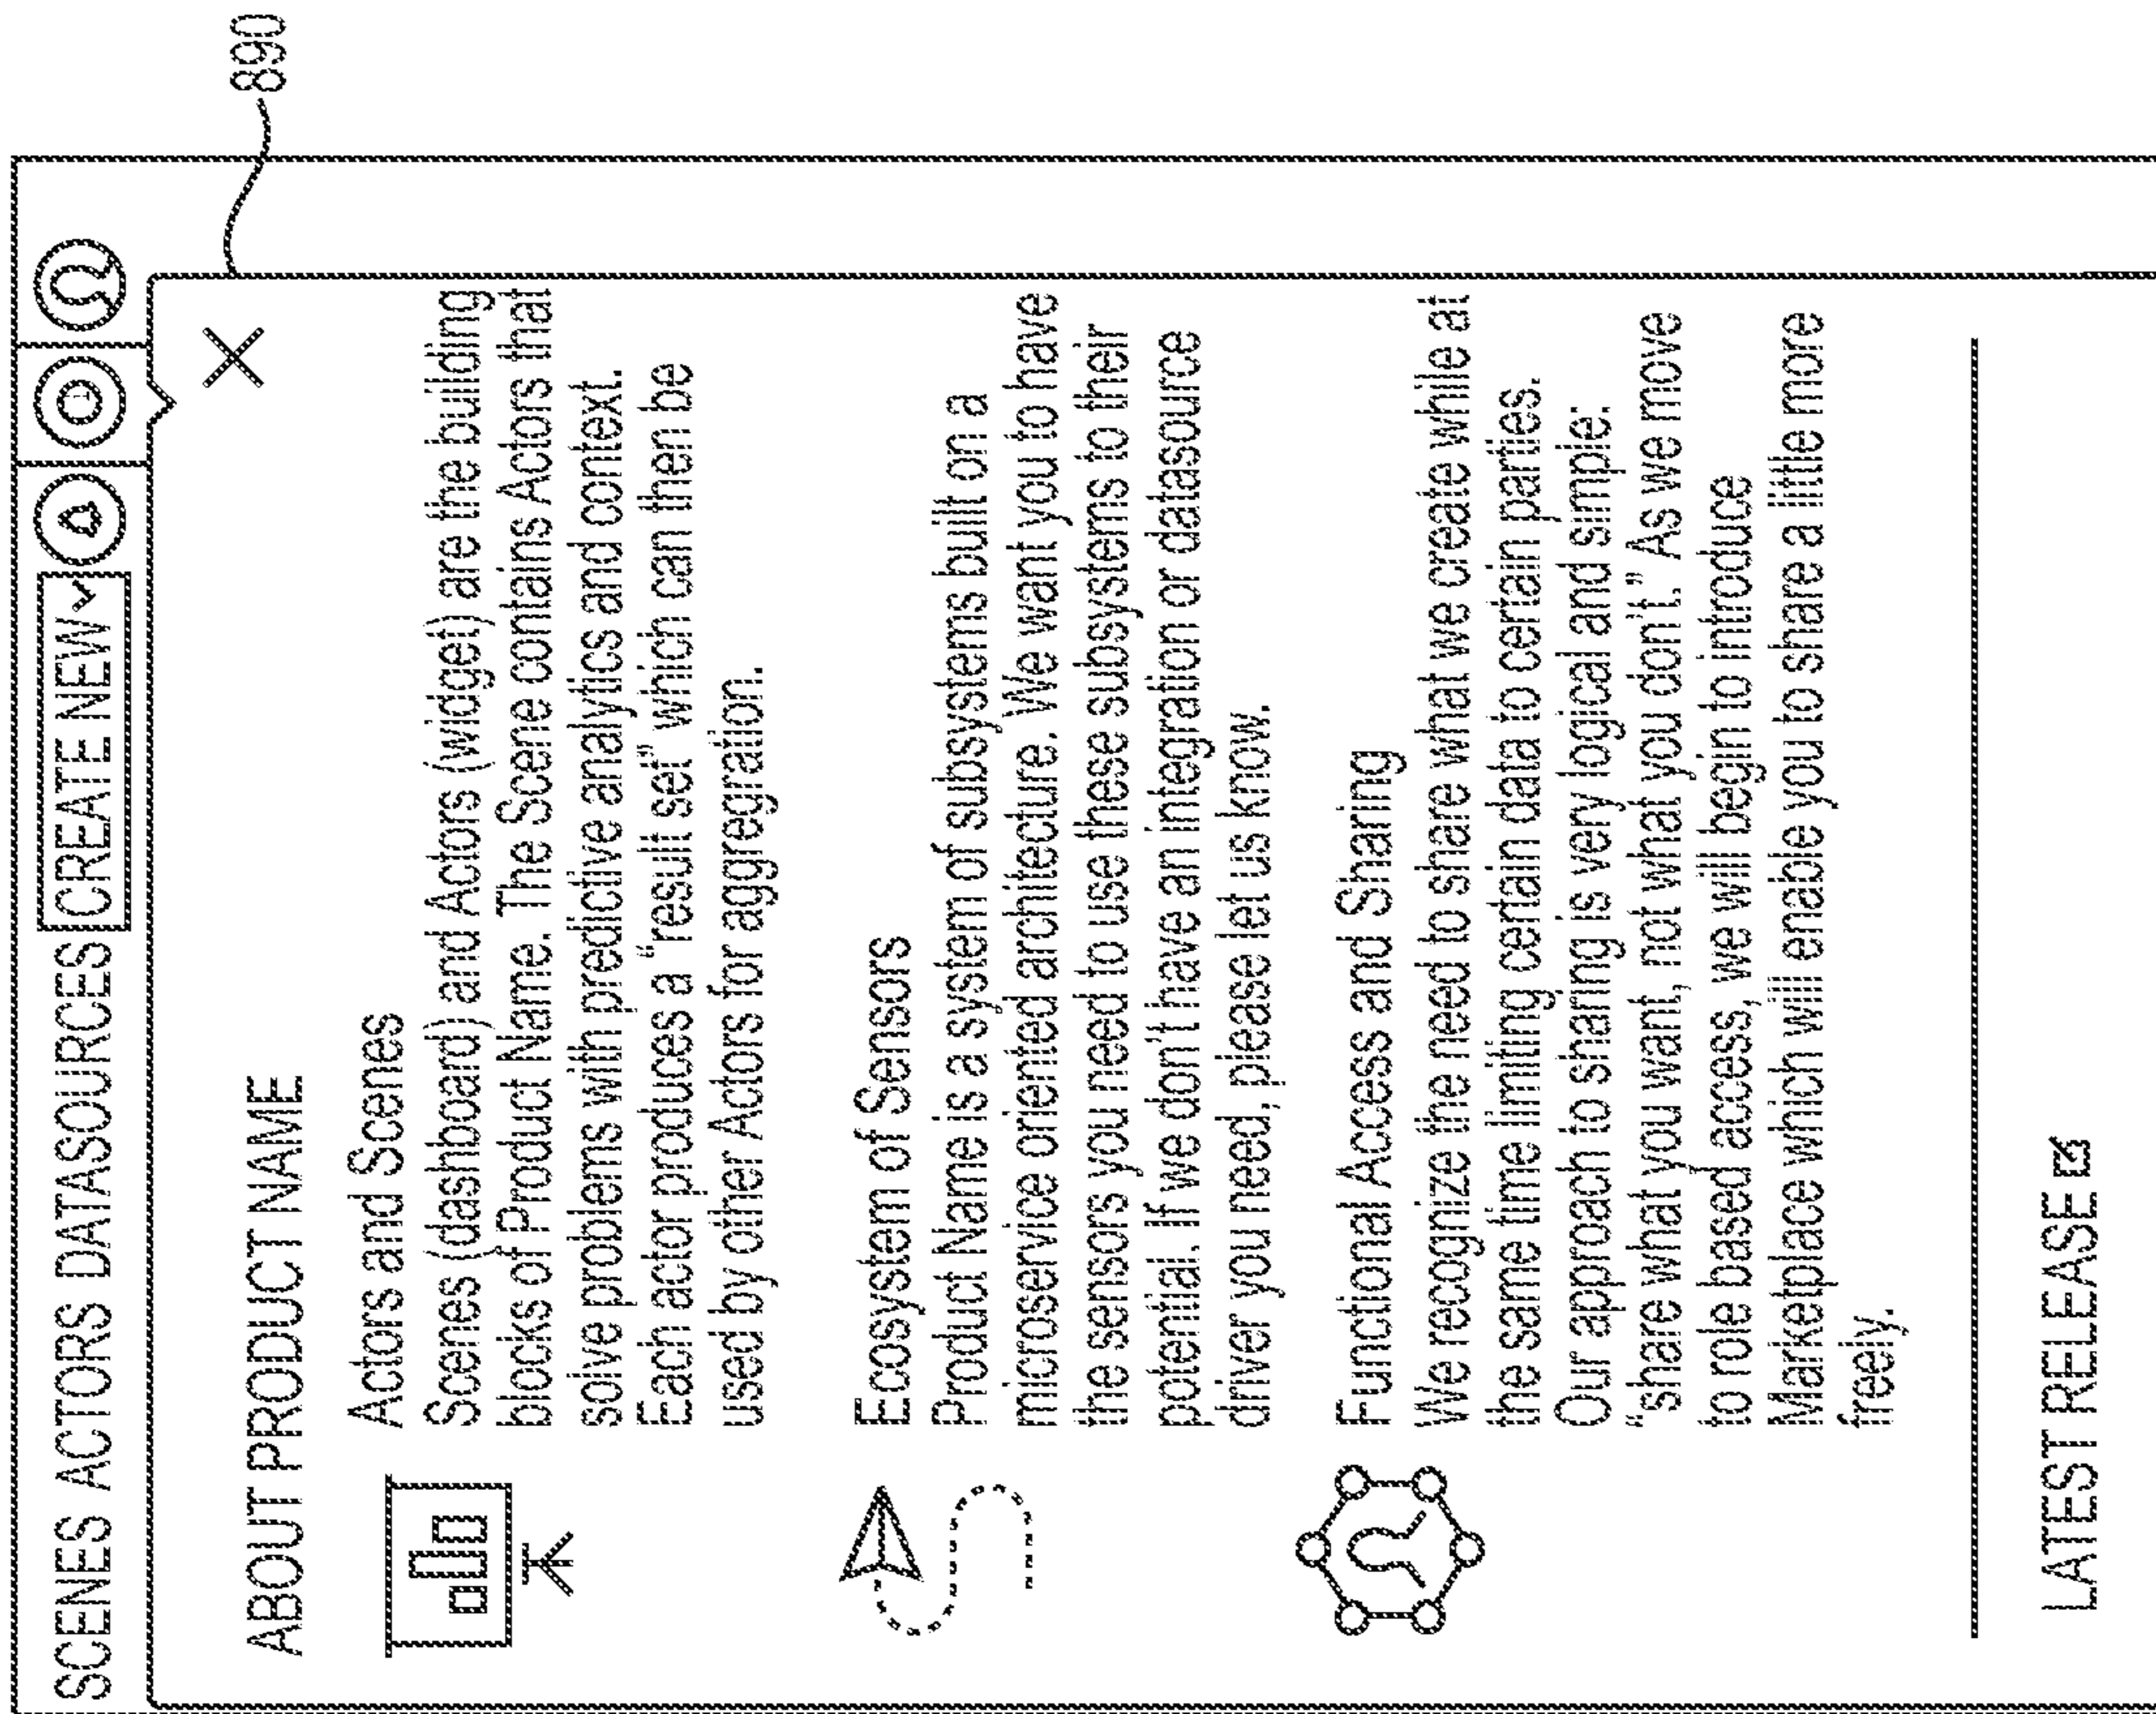 890
SCENES ACTORS DATASOURCES CREATE NEW
ABOUT PRODUCT NAME
Actors and Scenes
Scenes (dashboard) and Actors (widget) are the building
blocks of Product Name. The Scene contains Actors that
solve problems with predictive analytics and context.
Each actor produces a “result set” which can then be
used by other Actors for aggregration.
Ecosystem of Sensors
Product Name is a system of subsystems built on a
microservice oriented architecture. We want you to have
the sensors you need to use these subsystems to their
potential. If we don't have an integration or datasource
driver you need, please let us know.
Functional Access and Sharing
We recognize the need to share what we create while at
the same time limiting certain data to certain parties.
Our approach to sharing is very logical and simple:
“share what you want, not what you don't.” As we move
to role based access, we will begin to introduce
Marketplace which will enable you to share a little more
freely.
LATEST RELEASE